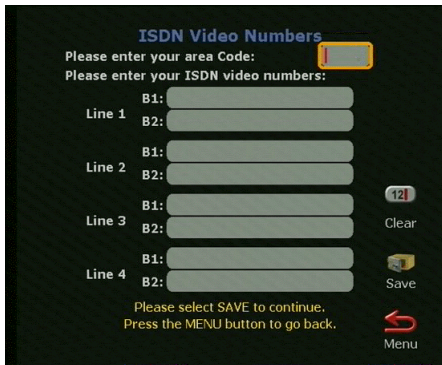 ISDN Video Numbers
Please enter your area Code:
Please enter your ISDN video numbers:
Line 1
B1:
B2:
Line 2
B1:
B2:
Line 3
B1:
B2:
Line 4
B1:
B2:
12
Clear
Save
Please select SAVE to continue.
Press the MENU button to go back.
Menu